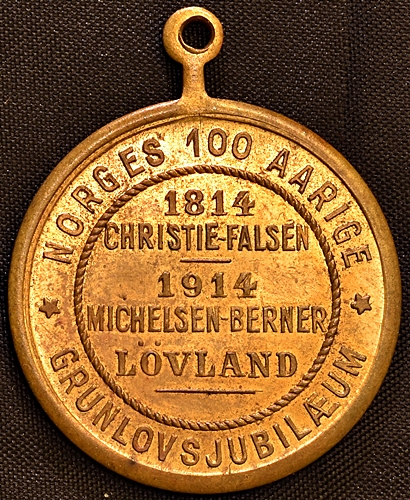 NORGES 100 AARIGE
1814
CHRISTIE-FALSEN
1914
MICHELSEN-BERNER
LÖVLAND
GRUNLOVSJUBILÆUM